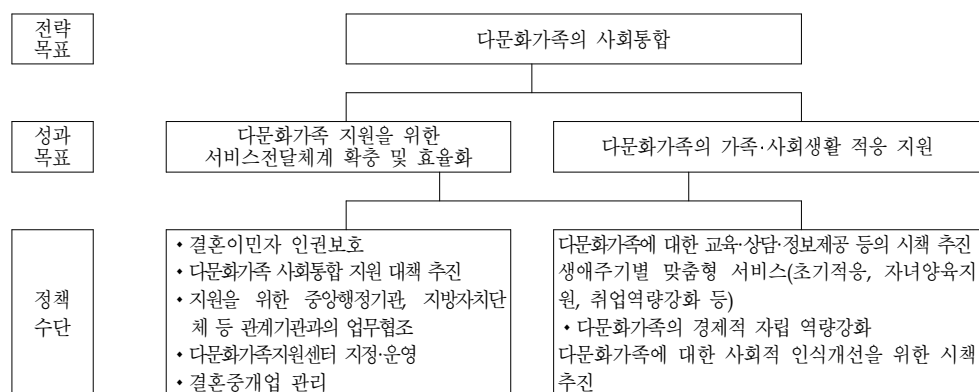 전략
목표
다문화가족의 사회통합
성과
목표
다문화가족 지원을 위한
서비스전달체계 확충 및 효율화
다문화가족의 가족·사회생활 적응 지원
정책
수단
• 결혼이민자 인권보호
• 다문화가족 사회통합 지원 대책 추진
• 지원을 위한 중앙행정기관, 지방자치단
체 등 관계기관과의 업무협조
• 다문화가족지원센터 지정·운영
• 결혼중개업 관리
다문화가족에 대한 교육·상담·정보제공 등의 시책 추진
생애주기별 맞춤형 서비스(초기적응, 자녀양육지
원, 취업역량강화 등)
• 다문화가족의 경제적 자립 역량강화
다문화가족에 대한 사회적 인식개선을 위한 시책
추진